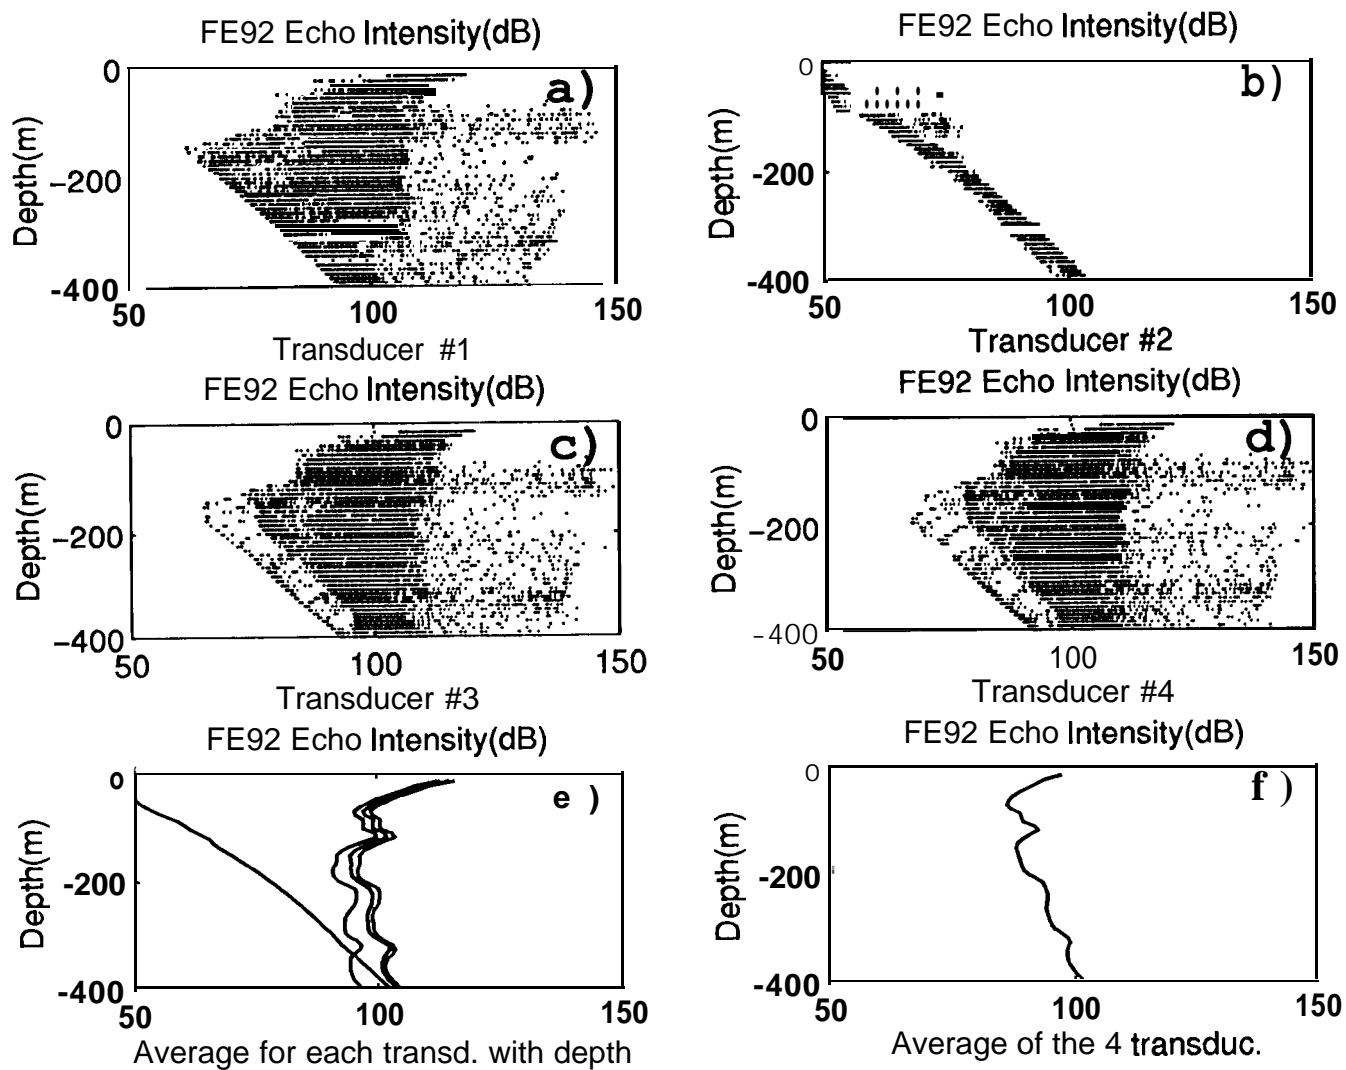 FE92 Echo Intensity(dB)
a)
0
-200
-400
Depth(m)
50 100 150
Transducer #1
FE92 Echo Intensity(dB)
b)
0
-200
-400
Depth(m)
50 100 150
Transducer #2
FE92 Echo Intensity(dB)
c)
0
-200
-400
Depth(m)
50 100 150
Transducer #3
FE92 Echo Intensity(dB)
d)
0
-200
-400
Depth(m)
50 100 150
Transducer #4
FE92 Echo Intensity(dB)
e )
0
-200
-400
Depth(m)
50 100 150
Average for each transd. with depth
FE92 Echo Intensity(dB)
f )
0
-200
-400
Depth(m)
50 100 150
Average of the 4 transduc.